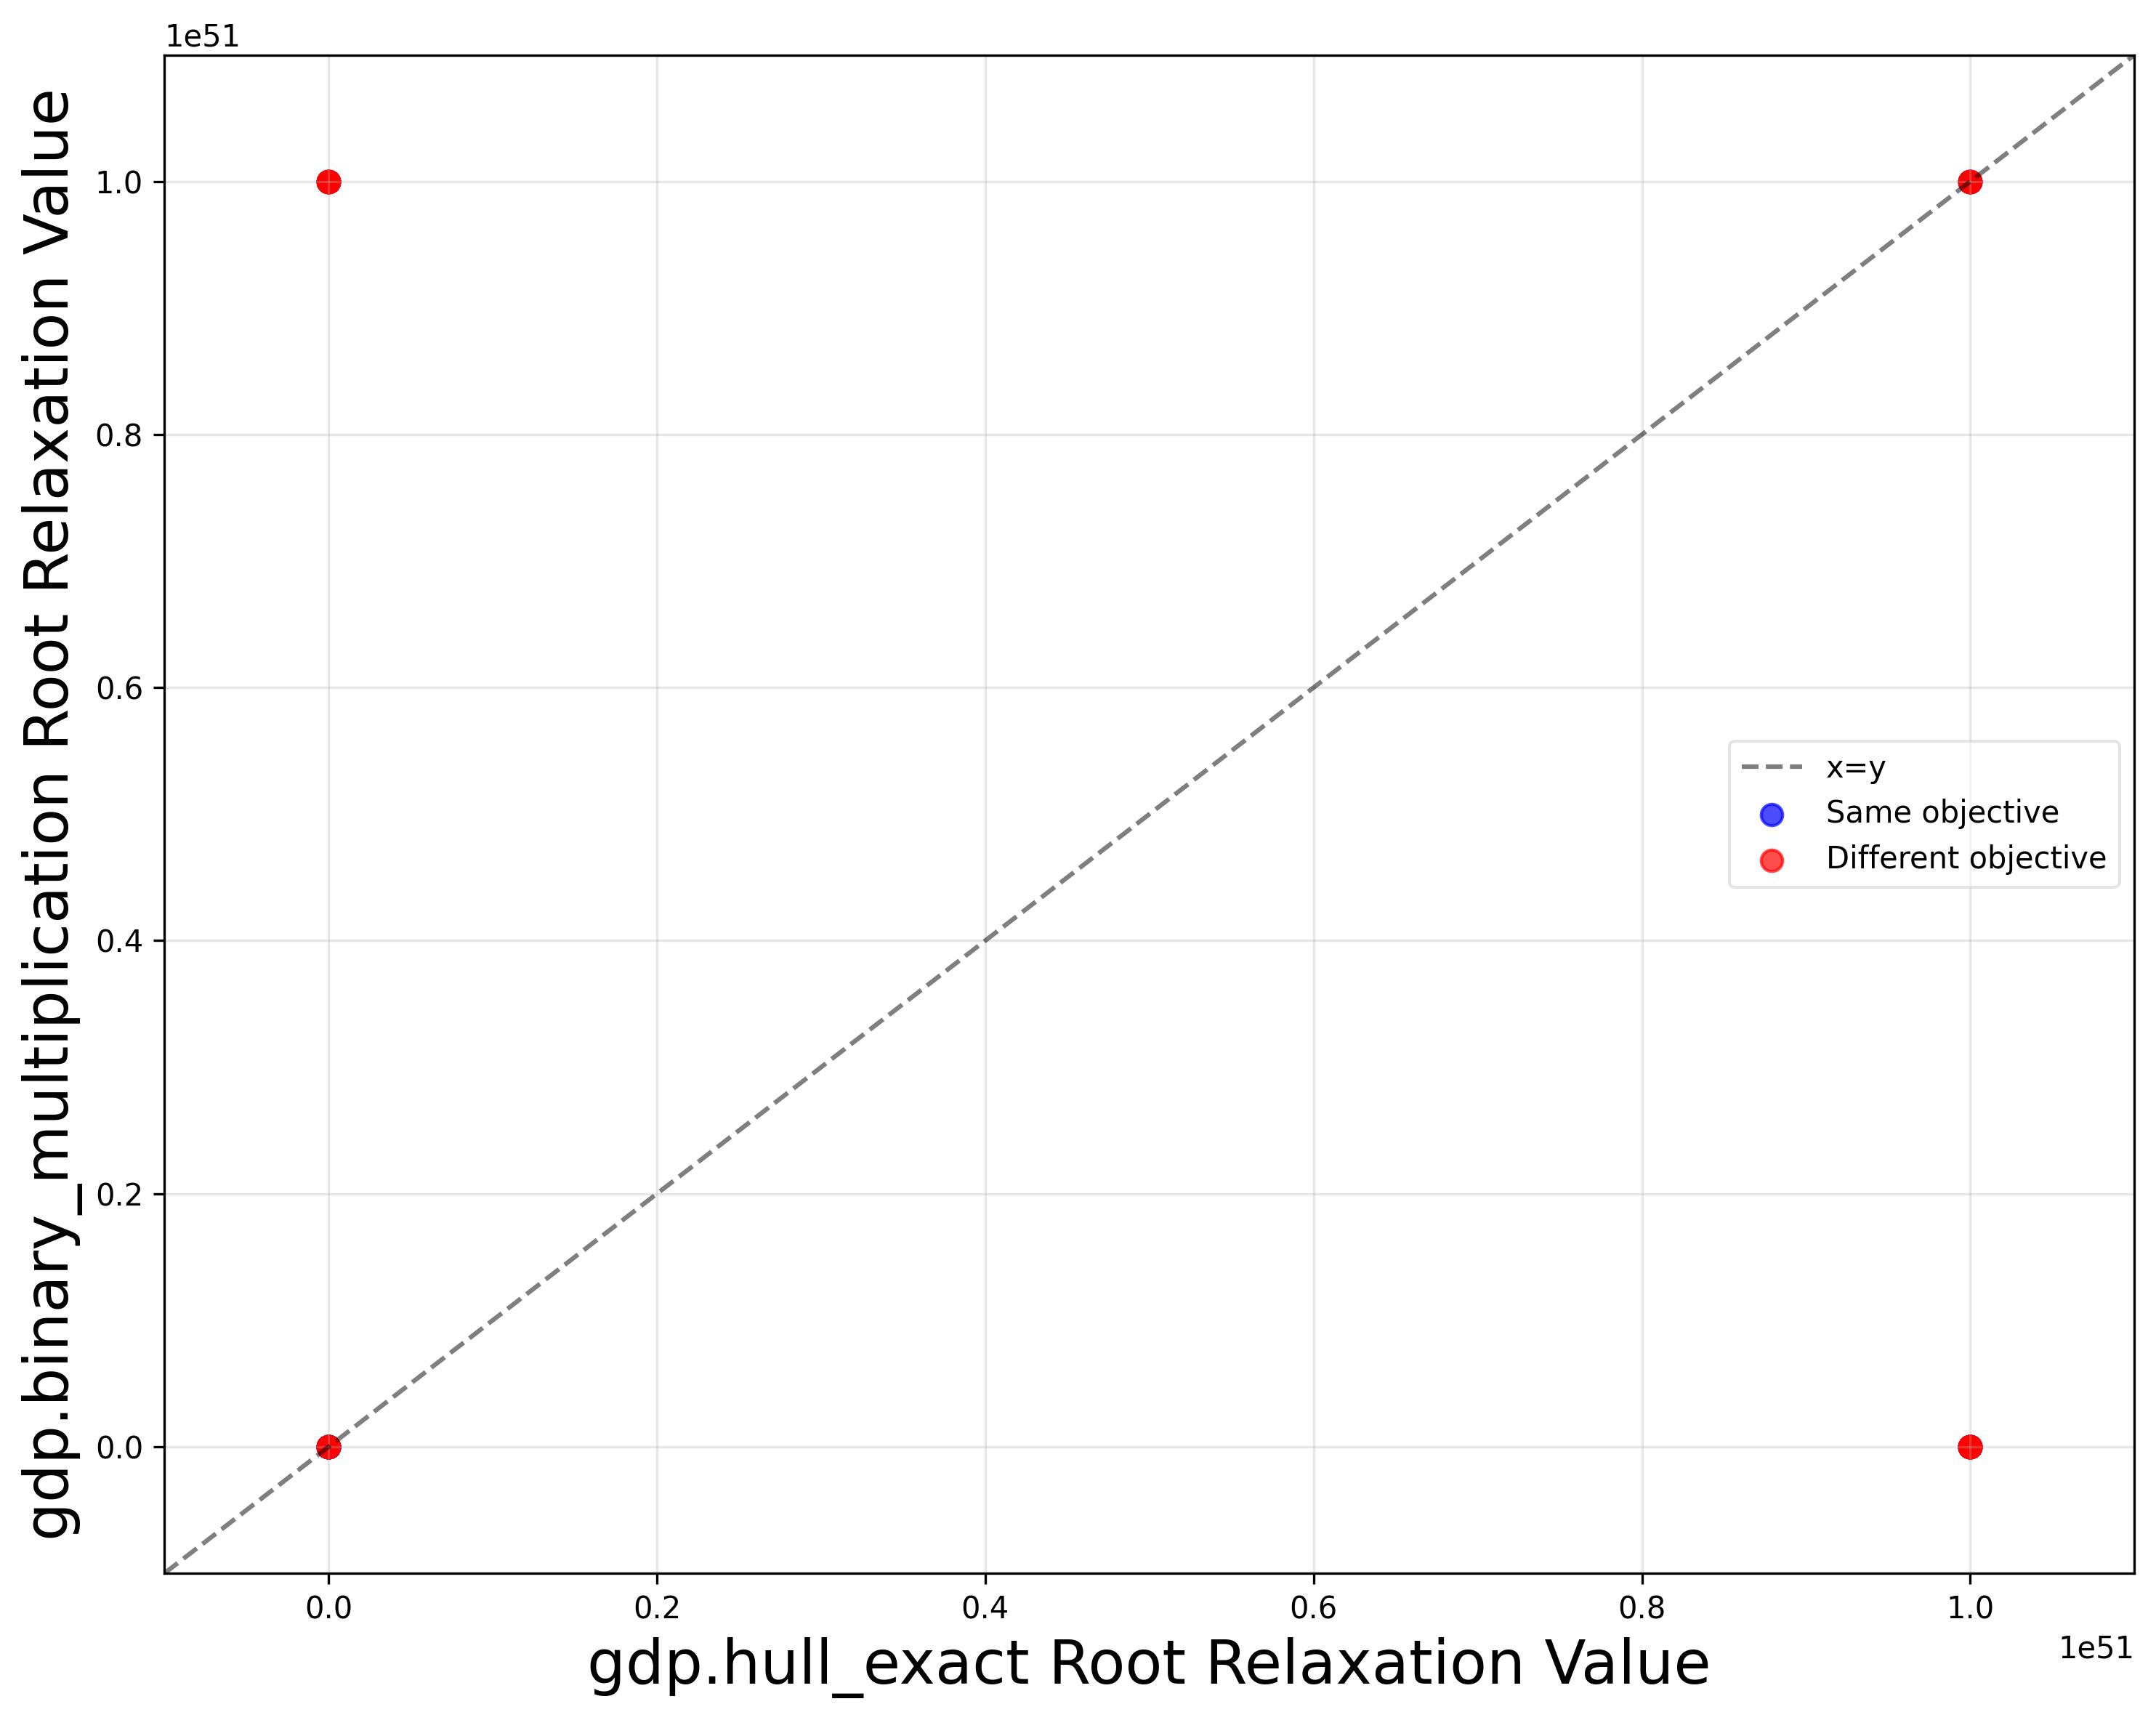 1e51
gdp.binary_multiplication Root Relaxation Value
1.0
0.8
0.6
0.4
0.2
0.0
x=y
Same objective
Different objective
0.0 0.2 0.4 0.6 0.8 1.0
1e51
gdp.hull_exact Root Relaxation Value